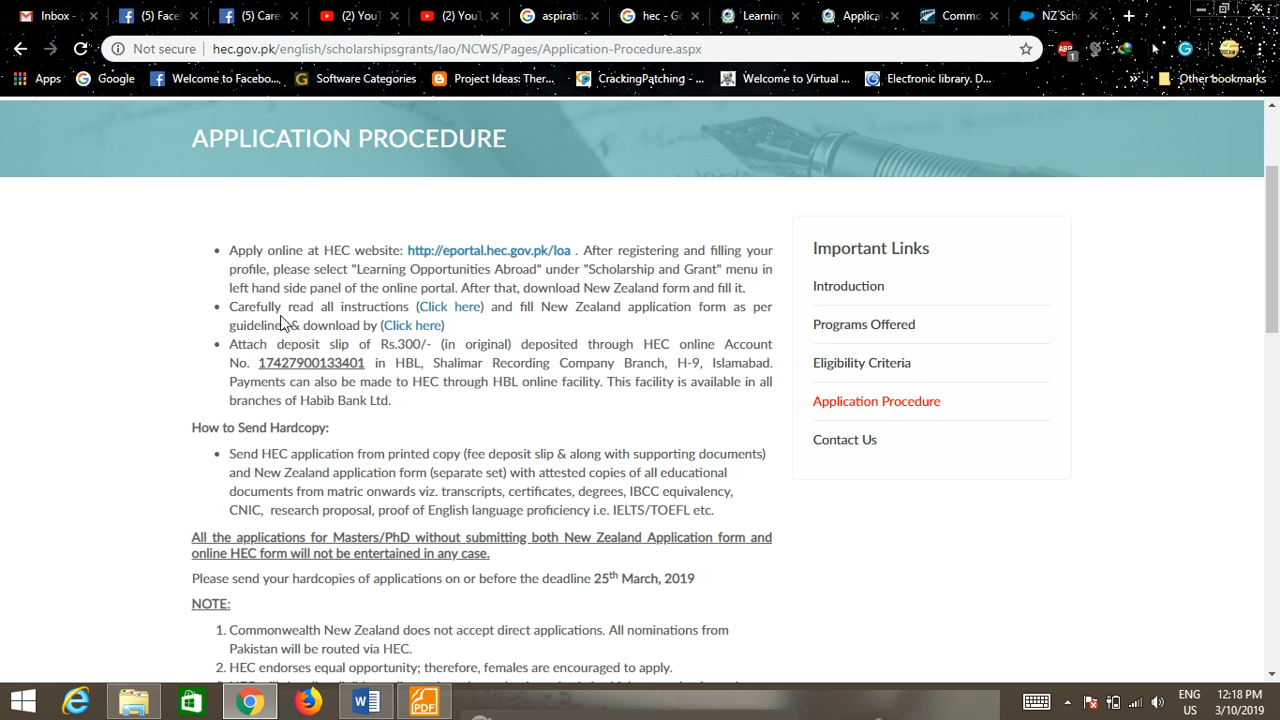 Inbox -
(5) Face
(5) Care
(2) YouT
(2) YouT
aspiratic
hec - Go
Learning
Applicat
Commo
NZ Scho
Not secure
hec.gov.pk/english/scholarshipsgrants/lao/NCWS/Pages/Application-Procedure.aspx
ABP
1
Apps
Google
Welcome to Facebo...
Software Categories
Project Ideas: Ther...
CrackingPatching - ...
Welcome to Virtual ...
Electronic library. D...
Other bookmarks
APPLICATION PROCEDURE
• Apply online at HEC website: http://eportal.hec.gov.pk/loa . After registering and filling your
profile, please select "Learning Opportunities Abroad" under "Scholarship and Grant" menu in
left hand side panel of the online portal. After that, download New Zealand form and fill it.
• Carefully read all instructions (Click here) and fill New Zealand application form as per
guideline & download by (Click here)
• Attach deposit slip of Rs.300/- (in original) deposited through HEC online Account
No. 17427900133401 in HBL, Shalimar Recording Company Branch, H-9, Islamabad.
Payments can also be made to HEC through HBL online facility. This facility is available in all
branches of Habib Bank Ltd.
How to Send Hardcopy:
• Send HEC application from printed copy (fee deposit slip & along with supporting documents)
and New Zealand application form (separate set) with attested copies of all educational
documents from matric onwards viz. transcripts, certificates, degrees, IBCC equivalency,
CNIC, research proposal, proof of English language proficiency i.e. IELTS/TOEFL etc.
All the applications for Masters/PhD without submitting both New Zealand Application form and
online HEC form will not be entertained in any case.
Please send your hardcopies of applications on or before the deadline 25th March, 2019
NOTE:
1. Commonwealth New Zealand does not accept direct applications. All nominations from
Pakistan will be routed via HEC.
2. HEC endorses equal opportunity; therefore, females are encouraged to apply.
Important Links
Introduction
Programs Offered
Eligibility Criteria
Application Procedure
Contact Us
PDF
ENG
US
12:18 PM
3/10/2019